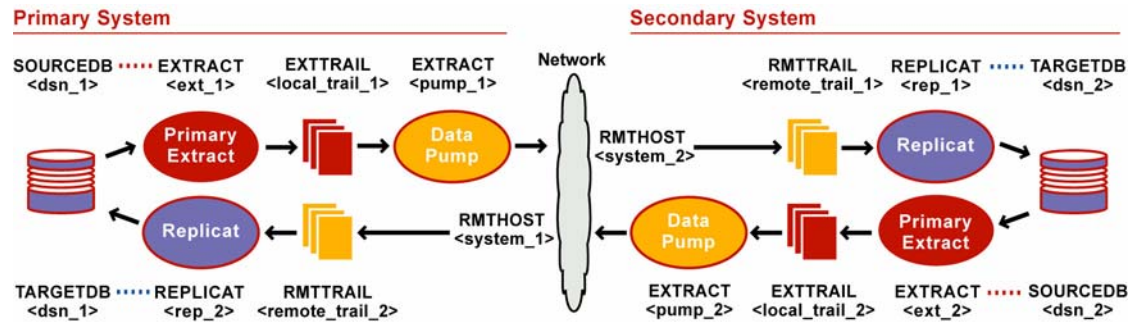 Primary System
Secondary System
SOURCEDB
<dsn_1>
EXTRACT
<ext_1>
EXTTRAIL
<local_trail_1>
EXTRACT
<pump_1>
Network
RMTTRAIL
<remote_trail_1>
REPLICAT
<rep_1>
TARGETDB
<dsn_2>
Primary
Extract
Data
Pump
RMTHOST
<system_2>
Replicat
Replicat
RMTHOST
<system_1>
Data
Pump
Primary
Extract
TARGETDB
<dsn_1>
REPLICAT
<rep_2>
RMTTRAIL
<remote_trail_2>
EXTRACT
<pump_2>
EXTTRAIL
<local_trail_2>
EXTRACT
<ext_2>
SOURCEDB
<dsn_2>